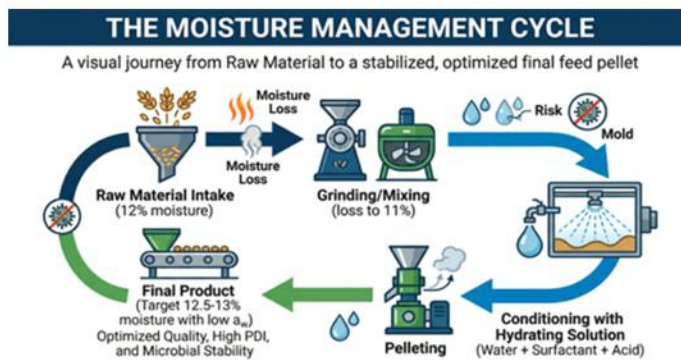 THE MOISTURE MANAGEMENT CYCLE
A visual journey from Raw Material to a stabilized, optimized final feed pellet
Moisture
Loss
Moisture
Loss
Raw Material Intake
(12% moisture)
Grinding/Mixing
(loss to 11%)
Risk
Mold
Final Product
(Target 12.5-13%
moisture with low aw)
Optimized Quality, High PDI,
and Microbial Stability
Pelleting
Conditioning with
Hydrating Solution
(Water + Surfactant + Acid)